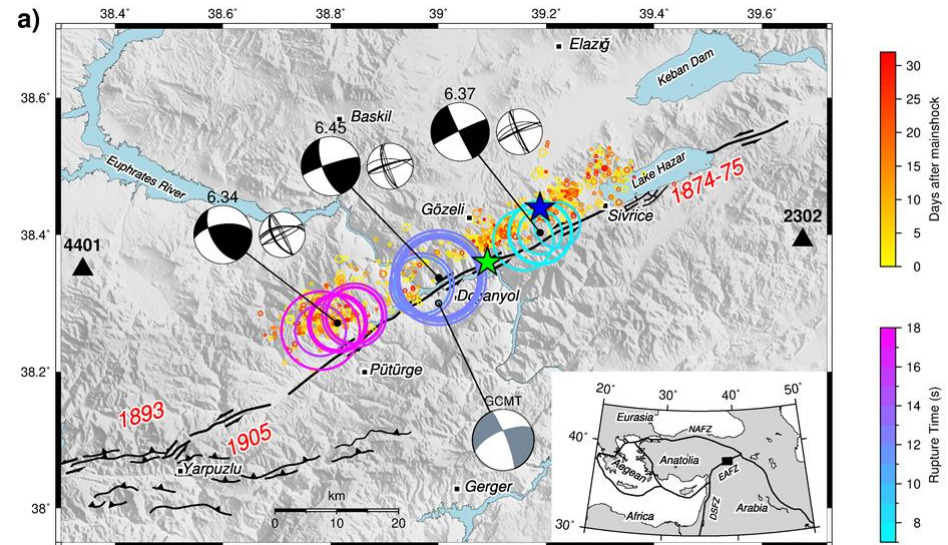 a)
38.4˚ 38.6˚ 38.8˚ 39˚ 39.2˚ 39.4˚ 39.6˚
38.6˚
38.4˚
38.2˚
38˚
Elazığ
Keban Dam
6.37
6.45
Baskil
Euphrates River
6.34
Gözeli
Lake Hazar
1874-75
Sivrice
2302
4401
Doğanyol
Pütürge
GCMT
1893
1905
Yarpuzlu
Gerger
km
0 10 20
20˚ 30˚ 40˚ 50˚
40˚
30˚
Eurasia
NAFZ
Aegean
Anatolia
EAFZ
DSFZ
Africa
Arabia
30
25
20
15
10
5
0
Days after mainshock
18
16
14
12
10
8
Rupture Time (s)